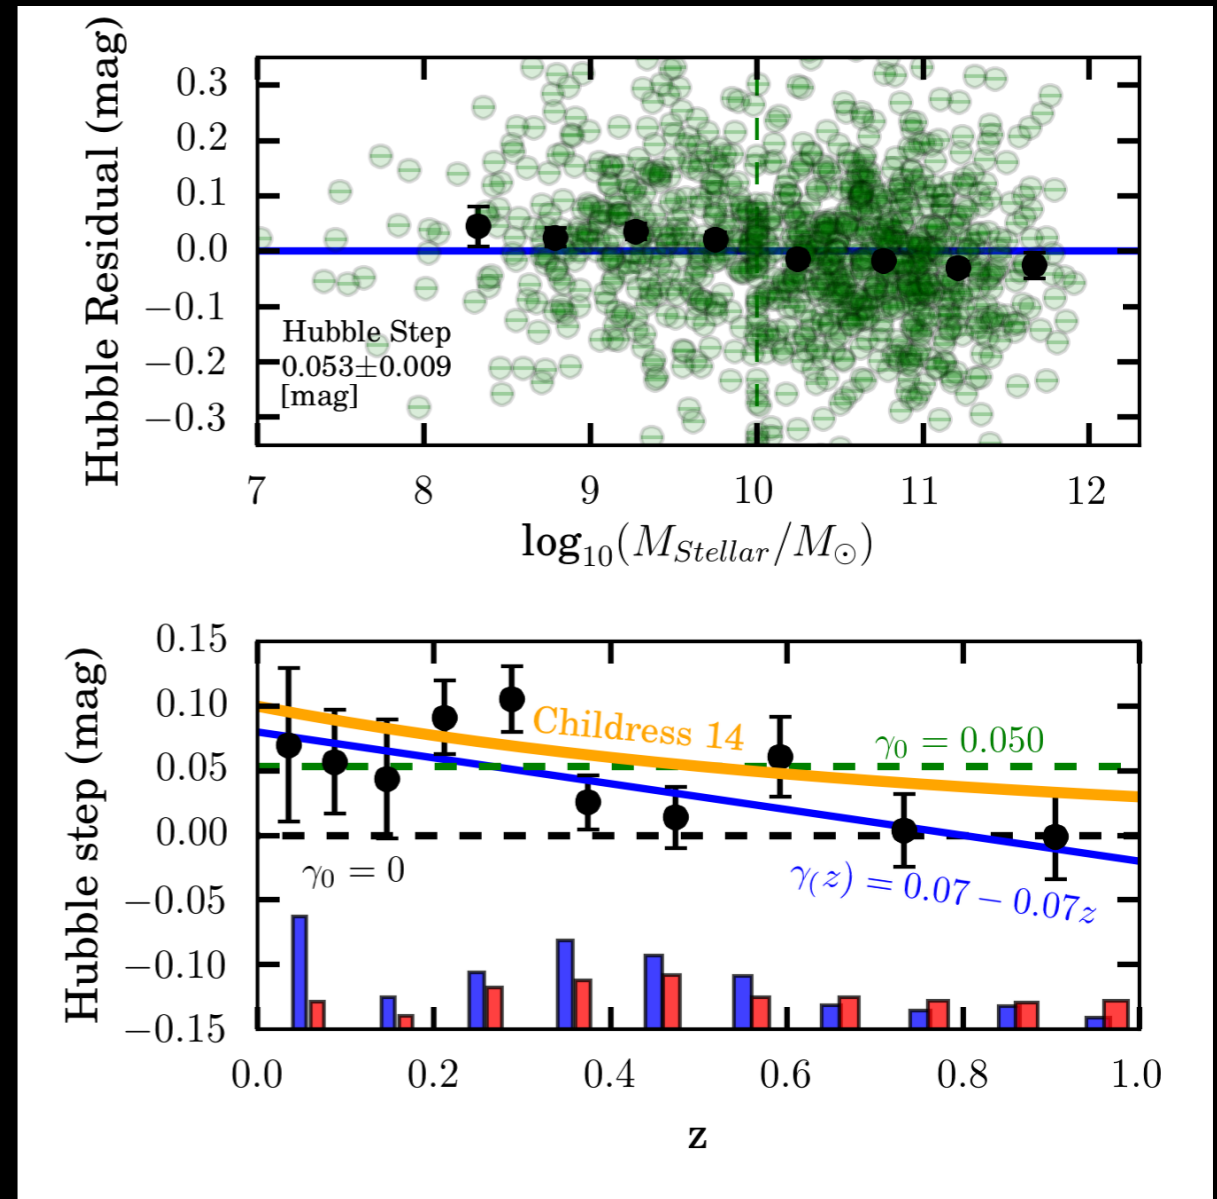 Hubble Residual (mag)
0.3
0.2
0.1
0.0
−0.1
−0.2
−0.3
Hubble Step
0.053±0.009
[mag]
7 8 9 10 11 12
log₁₀(M_Stellar/M_⊙)
Hubble step (mag)
0.15
0.10
0.05
0.00
−0.05
−0.10
−0.15
Childress 14
γ₀ = 0.050
γ₀ = 0
γ(z) = 0.07 − 0.07z
0.0 0.2 0.4 0.6 0.8 1.0
z